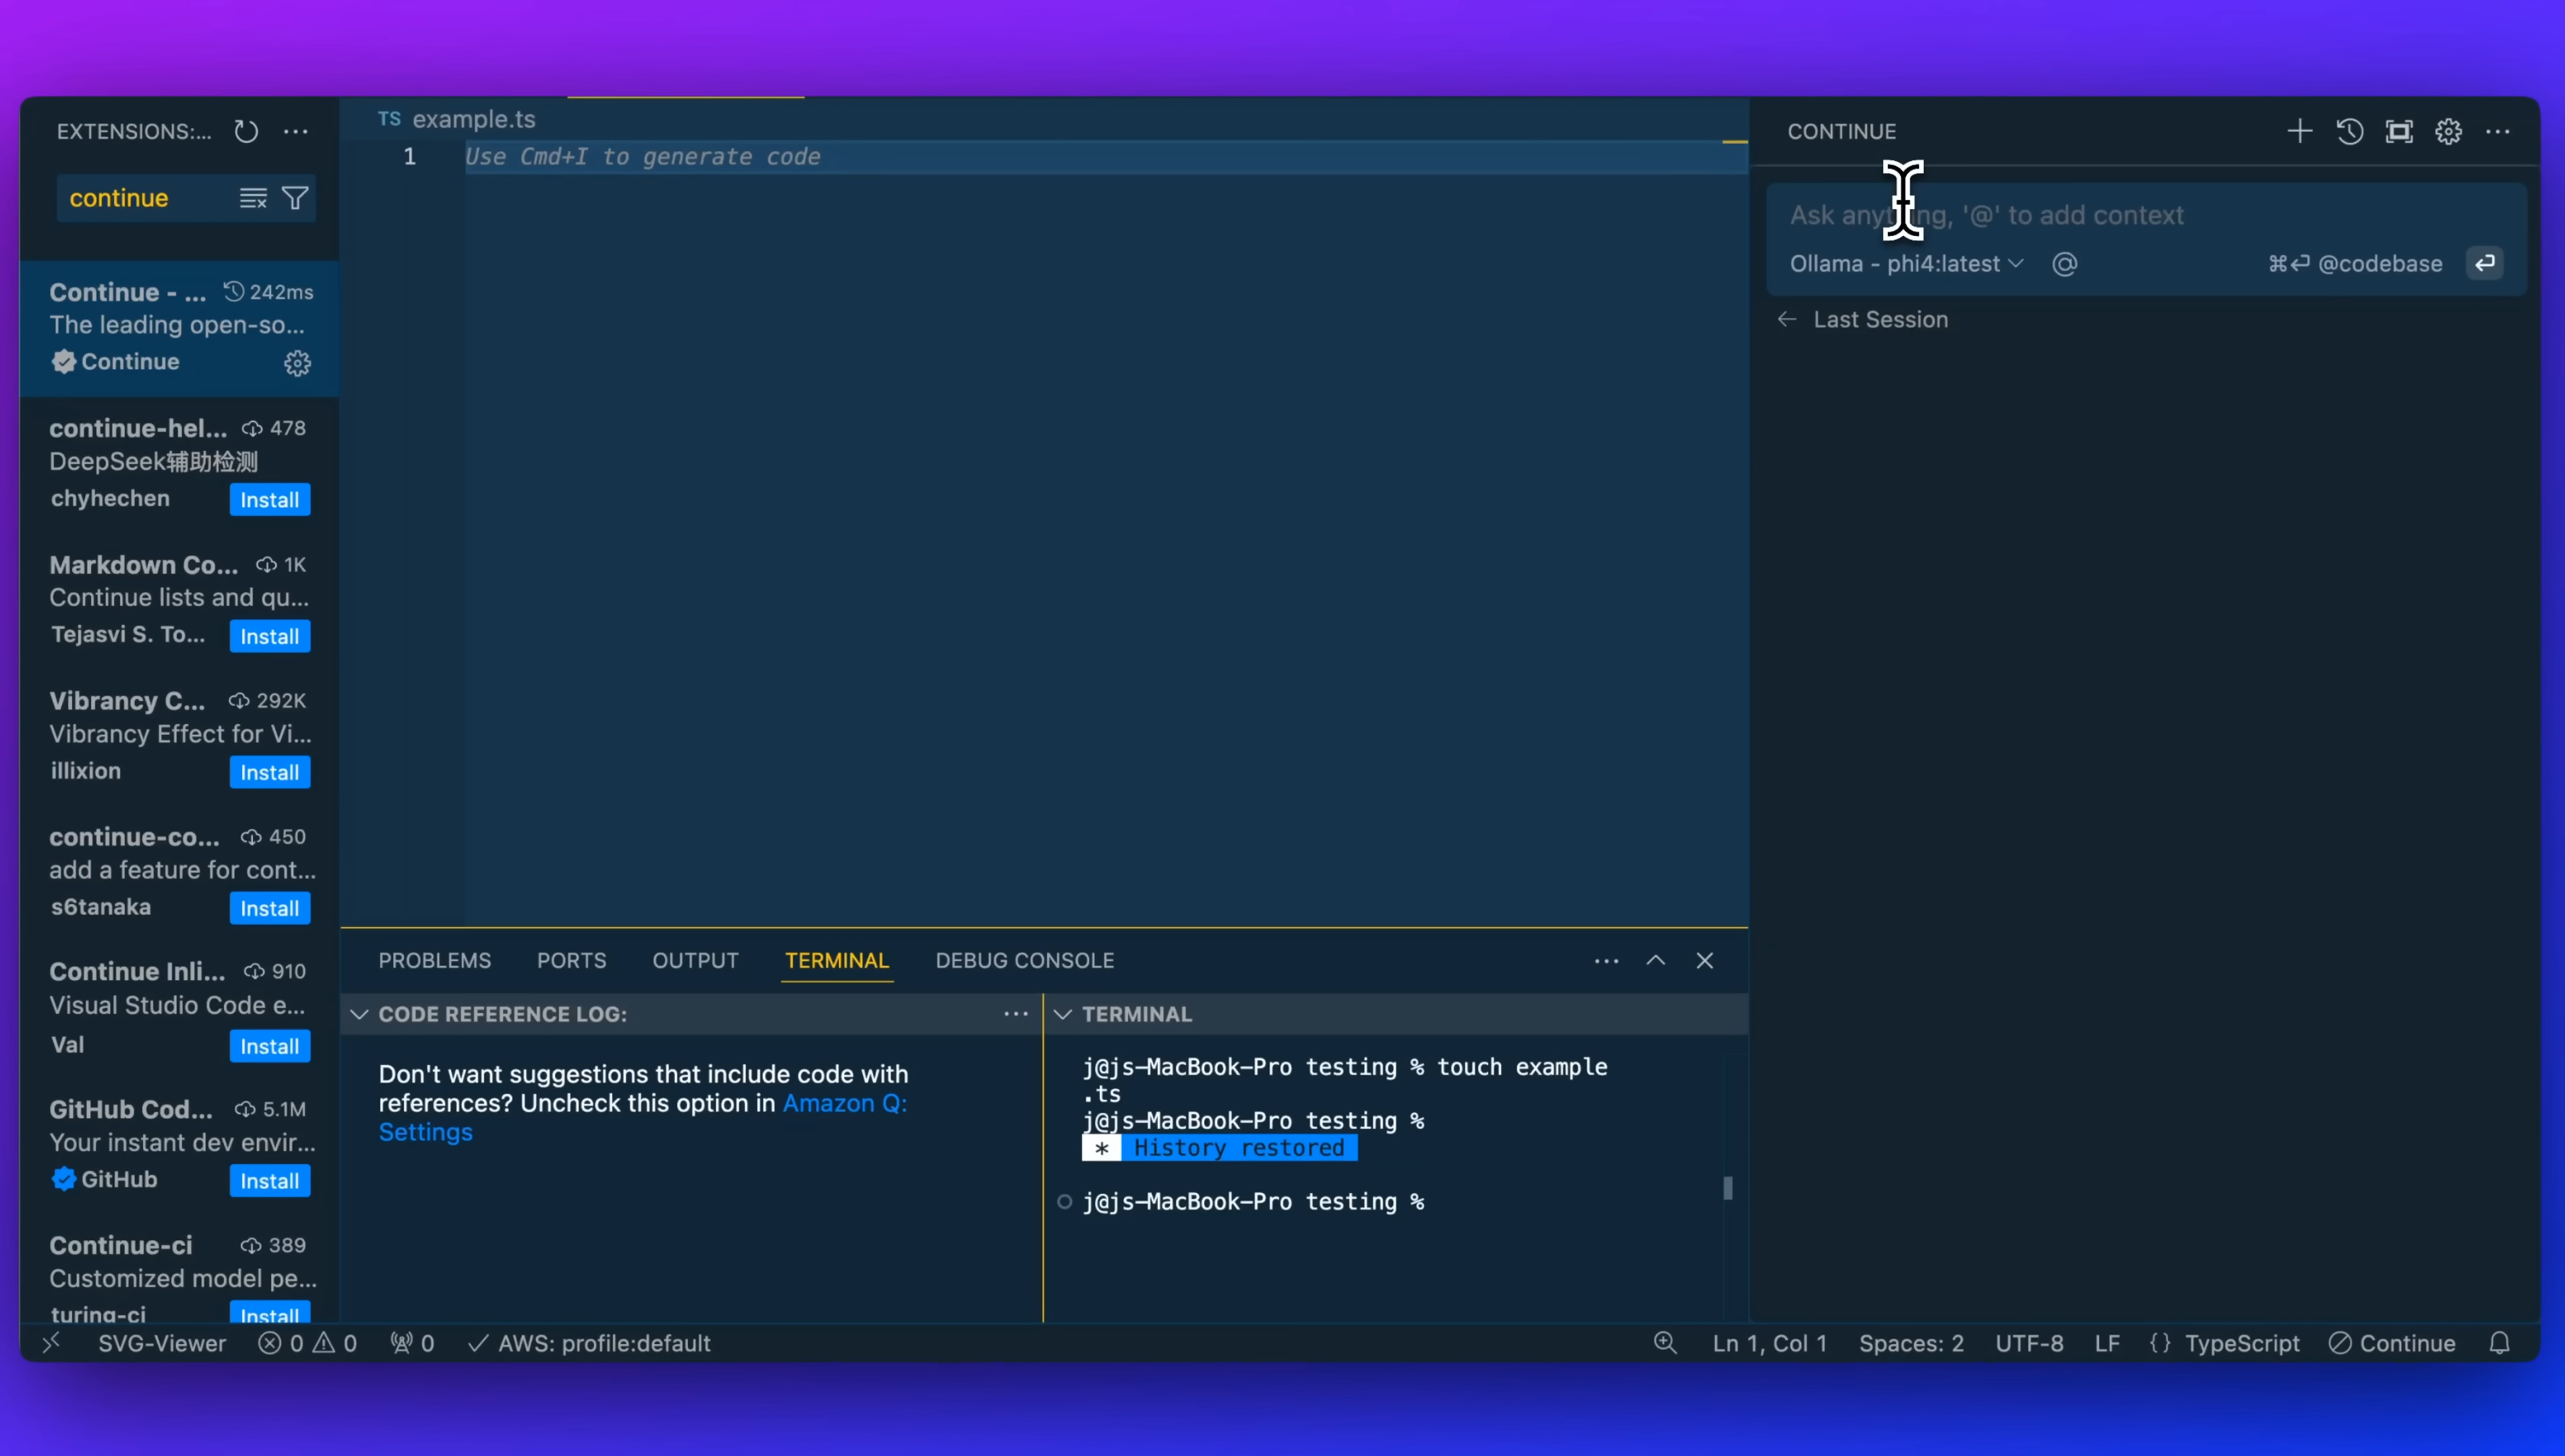 EXTENSIONS:...
continue
Continue - ... 242ms
The leading open-so...
Continue
continue-hel... 478
DeepSeek辅助检测
chyhechen Install
Markdown Co... 1K
Continue lists and qu...
Tejasvi S. To... Install
Vibrancy C... 292K
Vibrancy Effect for Vi...
illixion Install
continue-co... 450
add a feature for cont...
s6tanaka Install
Continue Inli... 910
Visual Studio Code e...
Val Install
GitHub Cod... 5.1M
Your instant dev envir...
GitHub Install
Continue-ci 389
Customized model pe...
turing-ci Install
TS example.ts
1 Use Cmd+I to generate code
PROBLEMS PORTS OUTPUT TERMINAL DEBUG CONSOLE
CODE REFERENCE LOG:
Don't want suggestions that include code with
references? Uncheck this option in Amazon Q:
Settings
TERMINAL
j@js-MacBook-Pro testing % touch example
.ts
j@js-MacBook-Pro testing %
* History restored
j@js-MacBook-Pro testing %
CONTINUE
Ask anything, '@' to add context
Ollama - phi4:latest @ ⌘⏎ @codebase
Last Session
SVG-Viewer 0 0 0 AWS: profile:default Ln 1, Col 1 Spaces: 2 UTF-8 LF {} TypeScript Continue